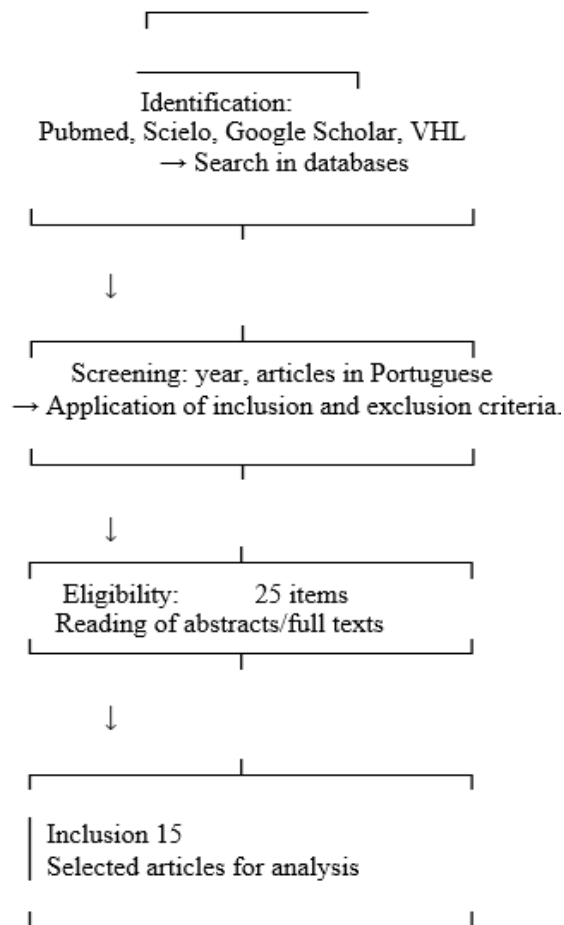 Identification:
Pubmed, Scielo, Google Scholar, VHL
→ Search in databases
↓
Screening: year, articles in Portuguese
→ Application of inclusion and exclusion criteria.
↓
Eligibility: 25 items
Reading of abstracts/full texts
↓
Inclusion 15
Selected articles for analysis